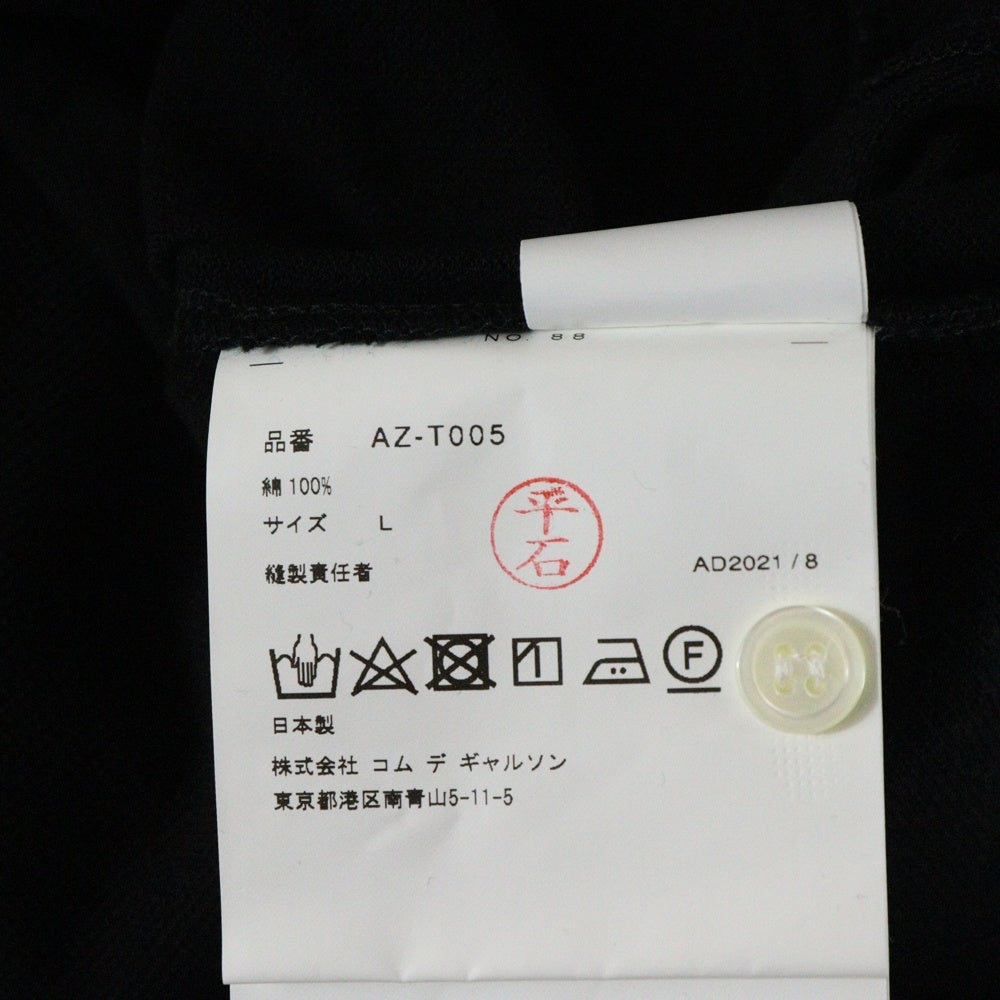 NO. 88
品番 AZ-T005
綿 100%
サイズ L
平石
縫製責任者
AD2021 / 8
F
日本製
株式会社 コム デ ギャルソン
東京都港区南青山5-11-5